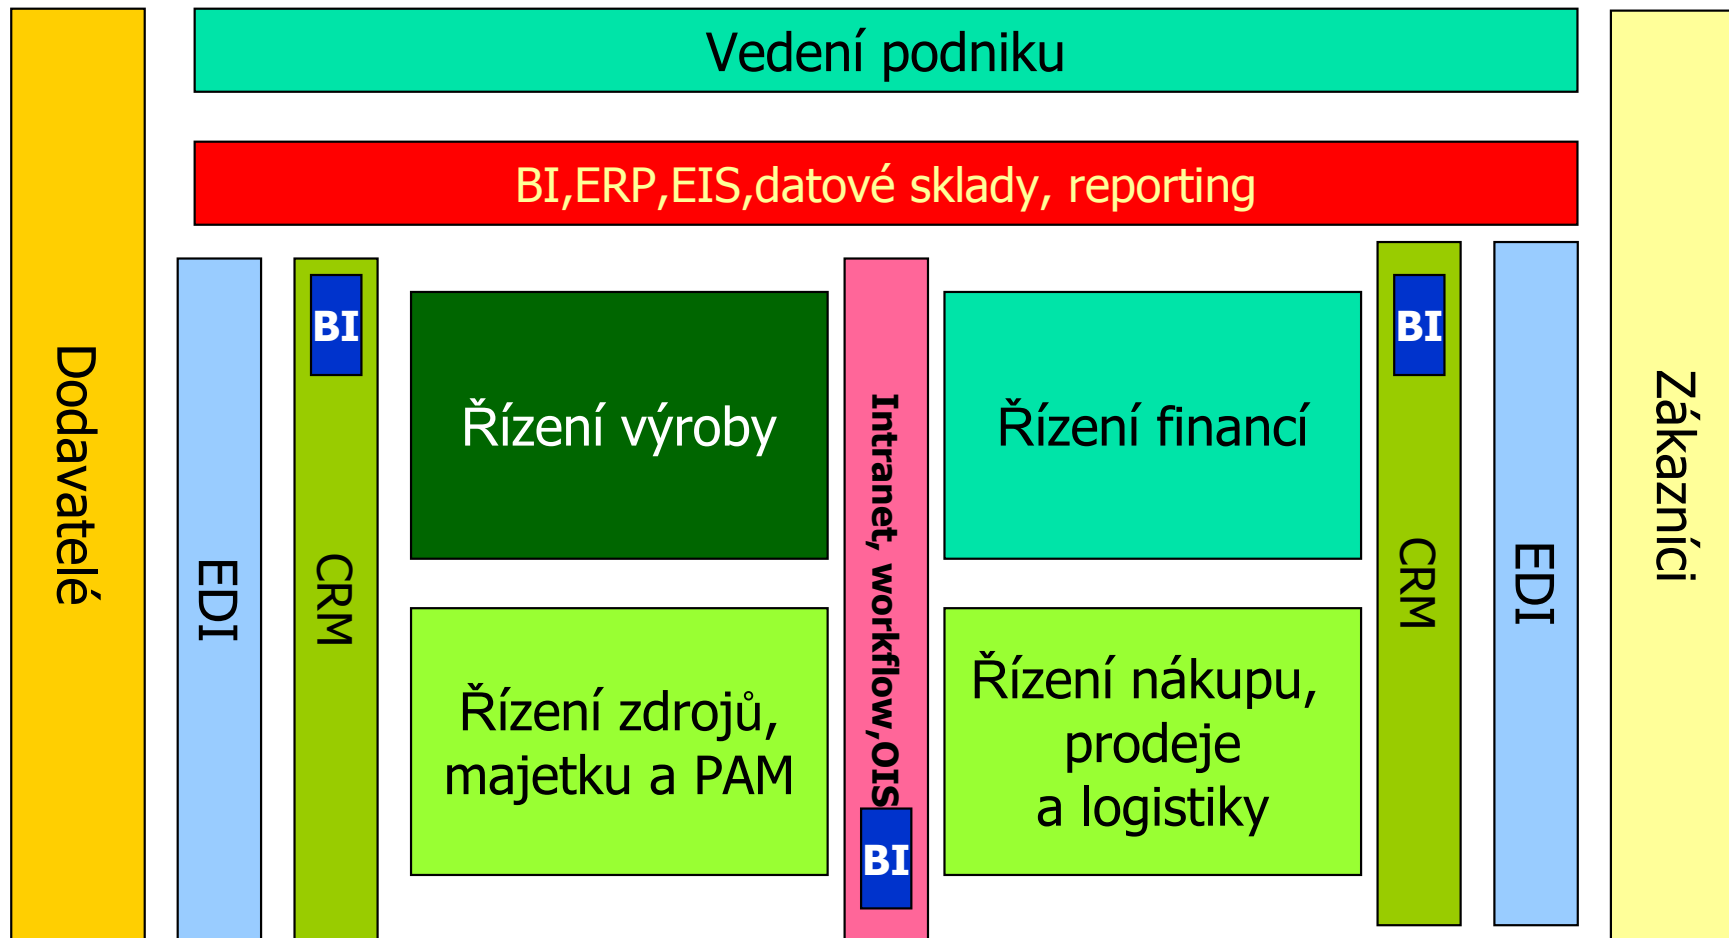 Vedení podniku
BI,ERP,EIS,datové sklady, reporting
Dodavatelé
EDI
CRM
BI
Řízení výroby
Intranet, workflow,OIS
BI
Řízení financí
BI
CRM
EDI
Zákazníci
Řízení zdrojů,
majetku a PAM
Řízení nákupu,
prodeje
a logistiky